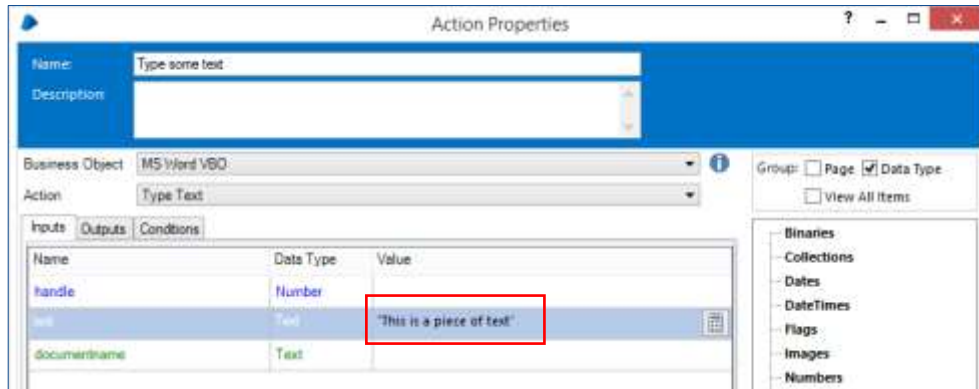 Action Properties
?
Name: Type some text
Description:
Business Object MS Word VBO
Action Type Text
Group: Page Data Type
View All Items
Inputs Outputs Conditions
Name Data Type Value
handle Number
text Text "This is a piece of text"
documentname Text
Binaries
Collections
Dates
DateTimes
Flags
Images
Numbers